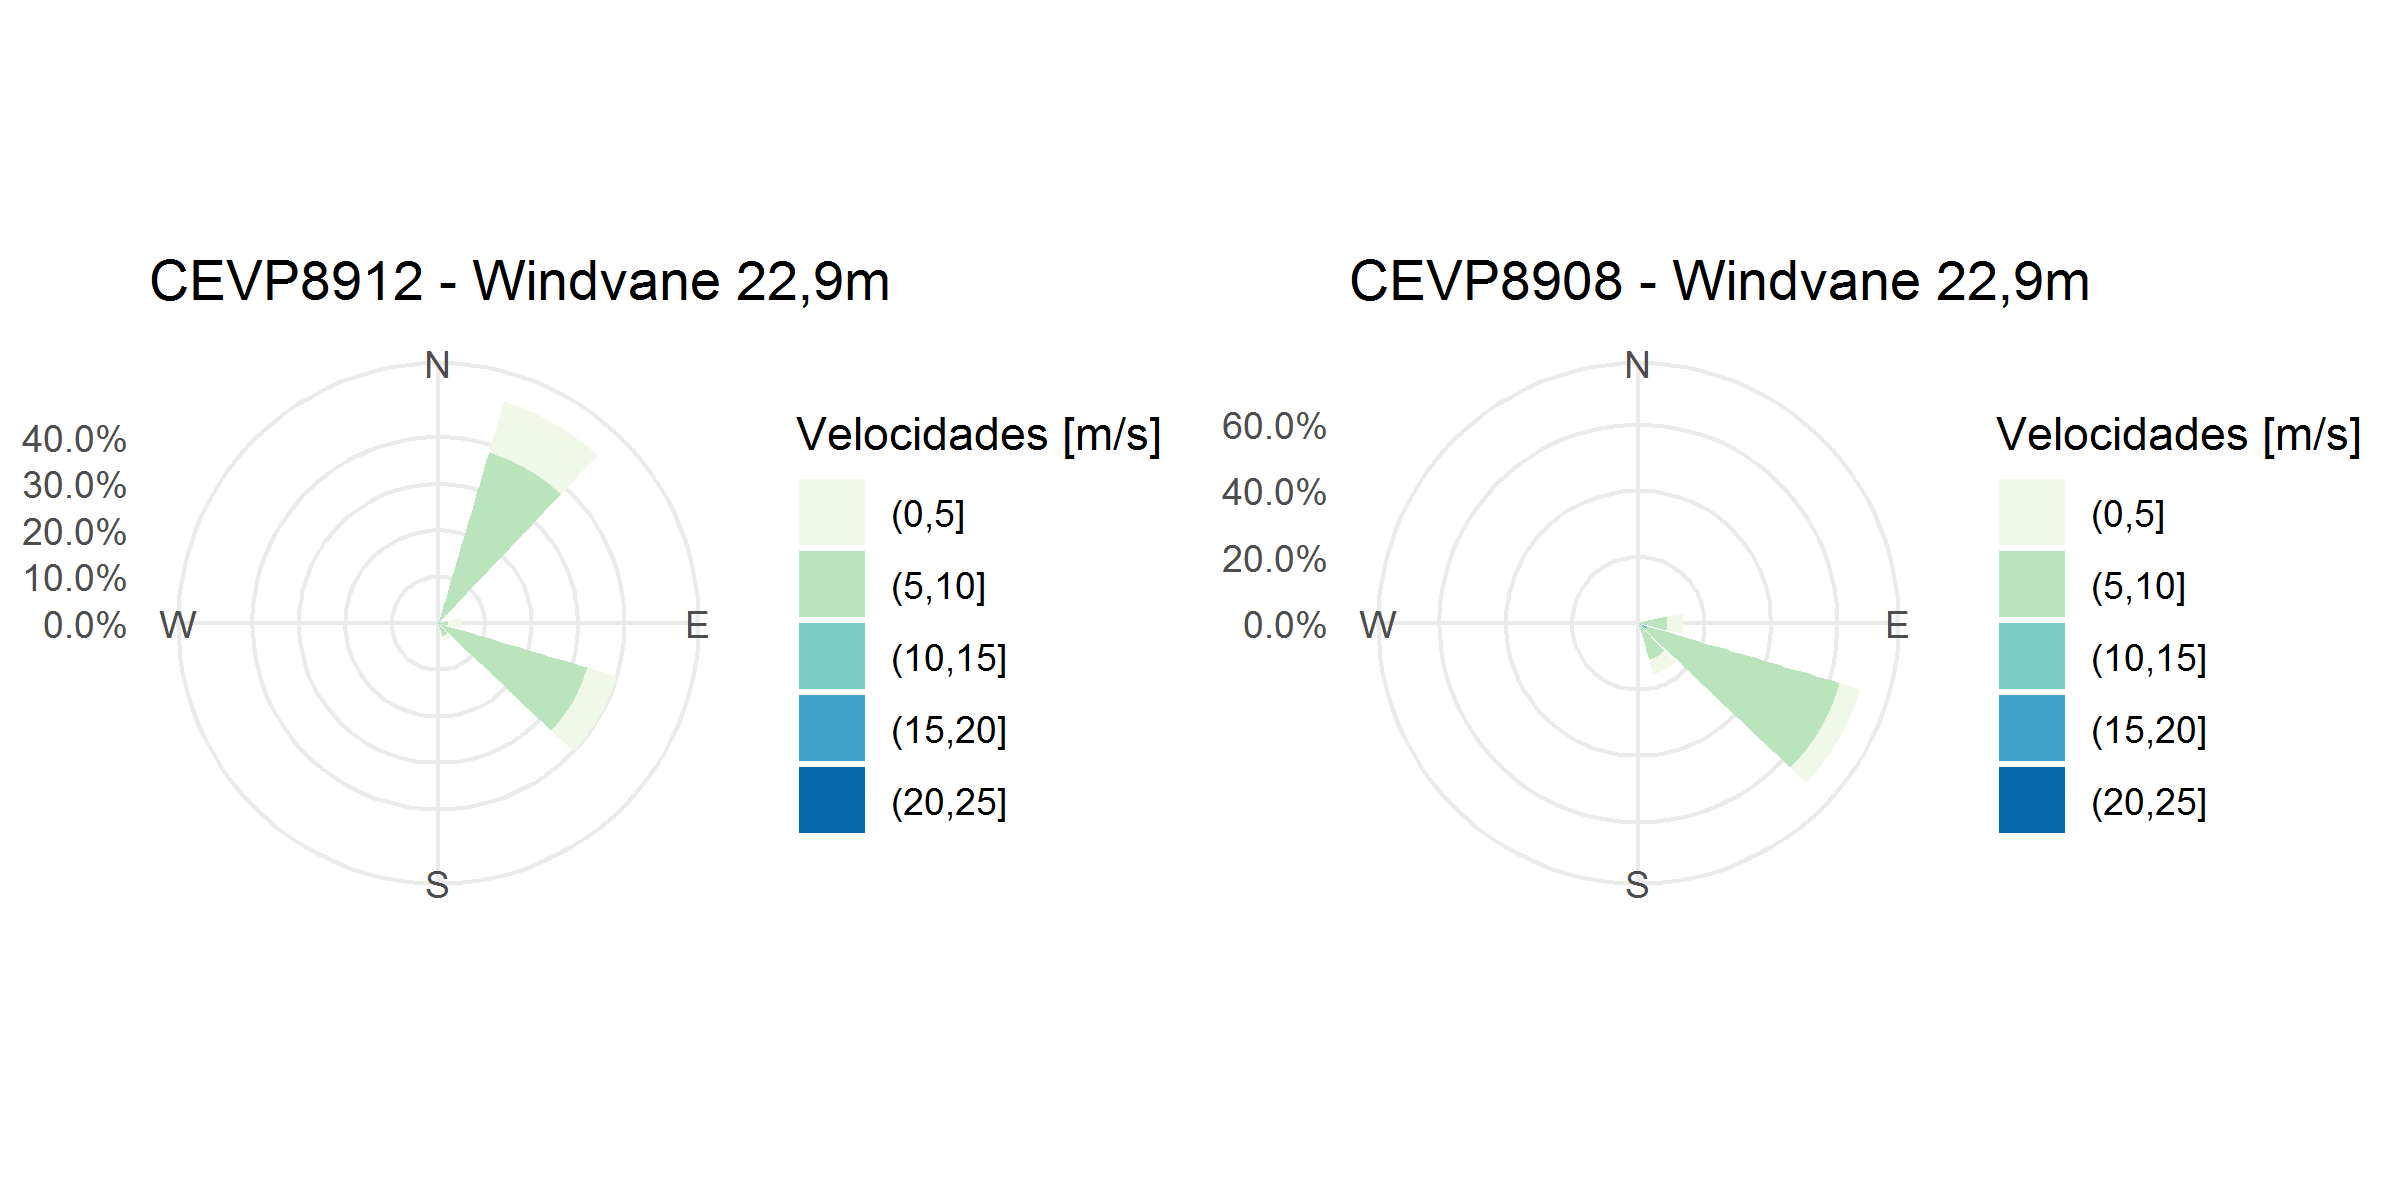 CEVP8912 - Windvane 22,9m
N
40.0%
30.0%
20.0%
10.0%
0.0%
W
E
S
Velocidades [m/s]
(0,5]
(5,10]
(10,15]
(15,20]
(20,25]
CEVP8908 - Windvane 22,9m
N
60.0%
40.0%
20.0%
0.0%
W
E
S
Velocidades [m/s]
(0,5]
(5,10]
(10,15]
(15,20]
(20,25]